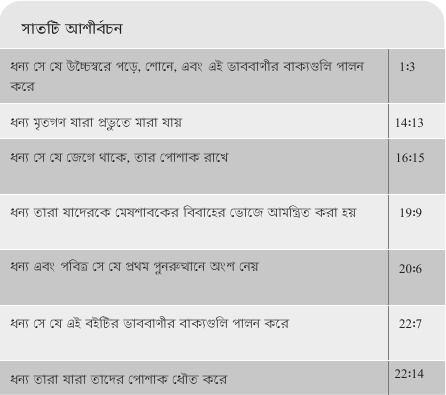 সাতটি আশীর্বচন
ধন্য সে যে উচ্চৈঃস্বরে পড়ে, শোনে, এবং এই ভাববাণীর বাক্যগুলি পালন 1:3
করে
ধন্য মৃতগণ যারা প্রভুতে মারা যায় 14:13
ধন্য সে যে জেগে থাকে, তার পোশাক রাখে 16:15
ধন্য তারা যাদেরকে মেষশাবকের বিবাহের ভোজে আমন্ত্রিত করা হয় 19:9
ধন্য এবং পবিত্র সে যে প্রথম পুনরুত্থানে অংশ নেয় 20:6
ধন্য সে যে এই বইটির ভাববাণীর বাক্যগুলি পালন করে 22:7
ধন্য তারা যারা তাদের পোশাক ধৌত করে 22:14